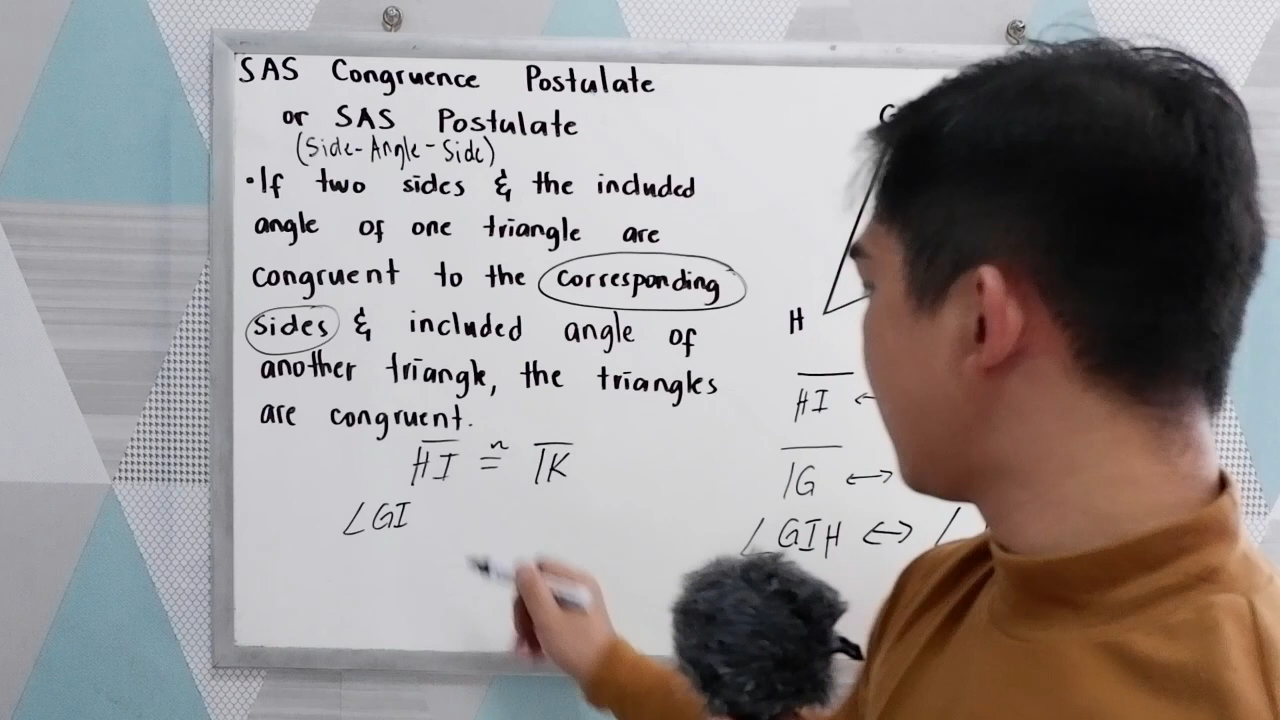 SAS Congruence Postulate
or SAS Postulate
(Side-Angle-Side)
•If two sides & the included
angle of one triangle are
congruent to the corresponding
sides & included angle of
another triangle, the triangles
are congruent.
HI ≅ IK
∠GI
G
H
HI ←
IG ↔
∠GIH ↔ ∠